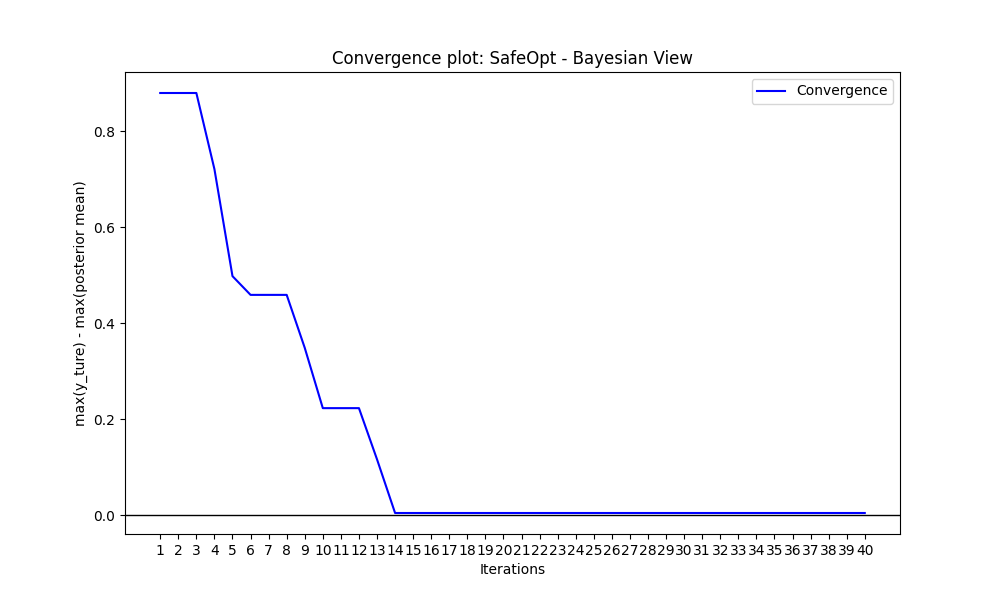 Convergence plot: SafeOpt - Bayesian View
Convergence
max(y_ture) - max(posterior mean)
0.8
0.6
0.4
0.2
0.0
1 2 3 4 5 6 7 8 9 10 11 12 13 14 15 16 17 18 19 20 21 22 23 24 25 26 27 28 29 30 31 32 33 34 35 36 37 38 39 40
Iterations